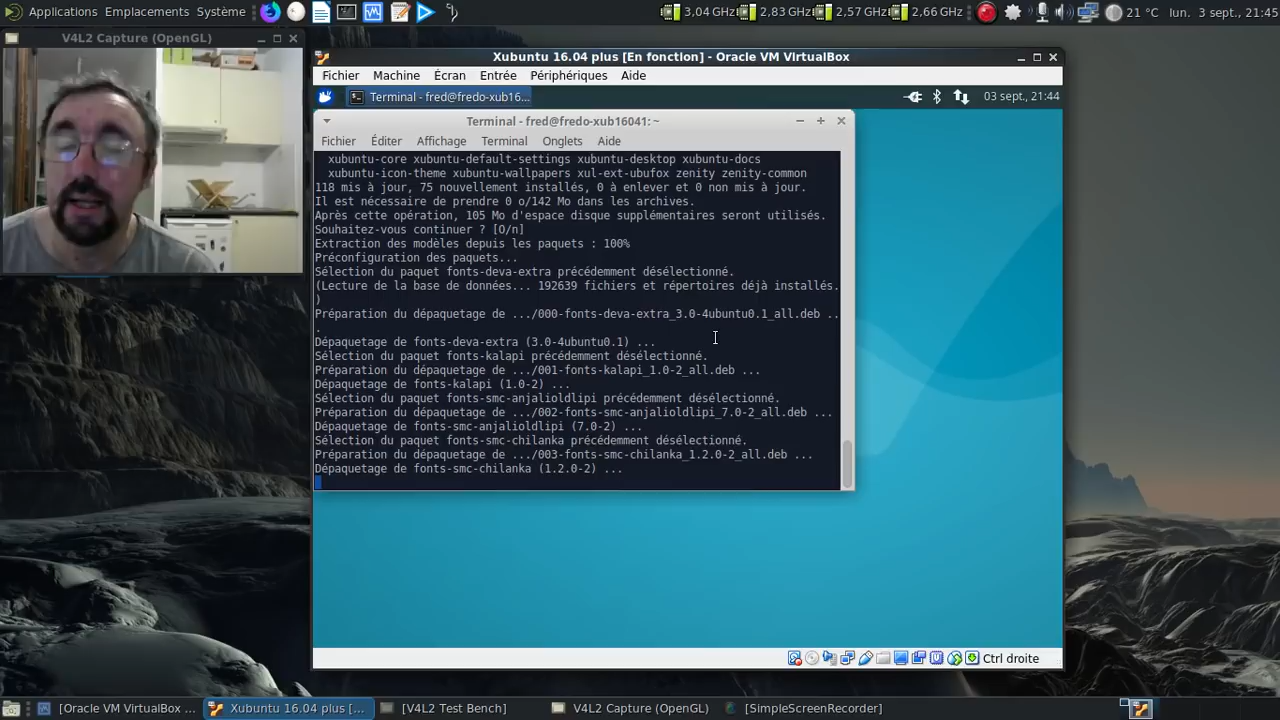 Applications Emplacements Système
3,04 GHz 2,83 GHz 2,57 GHz 2,66 GHz
21 °C lun. 3 sept., 21:45
V4L2 Capture (OpenGL)
Xubuntu 16.04 plus [En fonction] - Oracle VM VirtualBox
Fichier Machine Écran Entrée Périphériques Aide
Terminal - fred@fredo-xub16...
03 sept., 21:44
Terminal - fred@fredo-xub16041: ~
Fichier Éditer Affichage Terminal Onglets Aide
xubuntu-core xubuntu-default-settings xubuntu-desktop xubuntu-docs
xubuntu-icon-theme xubuntu-wallpapers xul-ext-ubufox zenity zenity-common
118 mis à jour, 75 nouvellement installés, 0 à enlever et 0 non mis à jour.
Il est nécessaire de prendre 0 o/142 Mo dans les archives.
Après cette opération, 105 Mo d'espace disque supplémentaires seront utilisés.
Souhaitez-vous continuer ? [O/n]
Extraction des modèles depuis les paquets : 100%
Préconfiguration des paquets...
Sélection du paquet fonts-deva-extra précédemment désélectionné.
(Lecture de la base de données... 192639 fichiers et répertoires déjà installés.
)
Préparation du dépaquetage de .../000-fonts-deva-extra_3.0-4ubuntu0.1_all.deb ..
.
Dépaquetage de fonts-deva-extra (3.0-4ubuntu0.1) ...
Sélection du paquet fonts-kalapi précédemment désélectionné.
Préparation du dépaquetage de .../001-fonts-kalapi_1.0-2_all.deb ...
Dépaquetage de fonts-kalapi (1.0-2) ...
Sélection du paquet fonts-smc-anjalioldlipi précédemment désélectionné.
Préparation du dépaquetage de .../002-fonts-smc-anjalioldlipi_7.0-2_all.deb ...
Dépaquetage de fonts-smc-anjalioldlipi (7.0-2) ...
Sélection du paquet fonts-smc-chilanka précédemment désélectionné.
Préparation du dépaquetage de .../003-fonts-smc-chilanka_1.2.0-2_all.deb ...
Dépaquetage de fonts-smc-chilanka (1.2.0-2) ...
Ctrl droite
[Oracle VM VirtualBox ... Xubuntu 16.04 plus [... [V4L2 Test Bench] V4L2 Capture (OpenGL) [SimpleScreenRecorder]